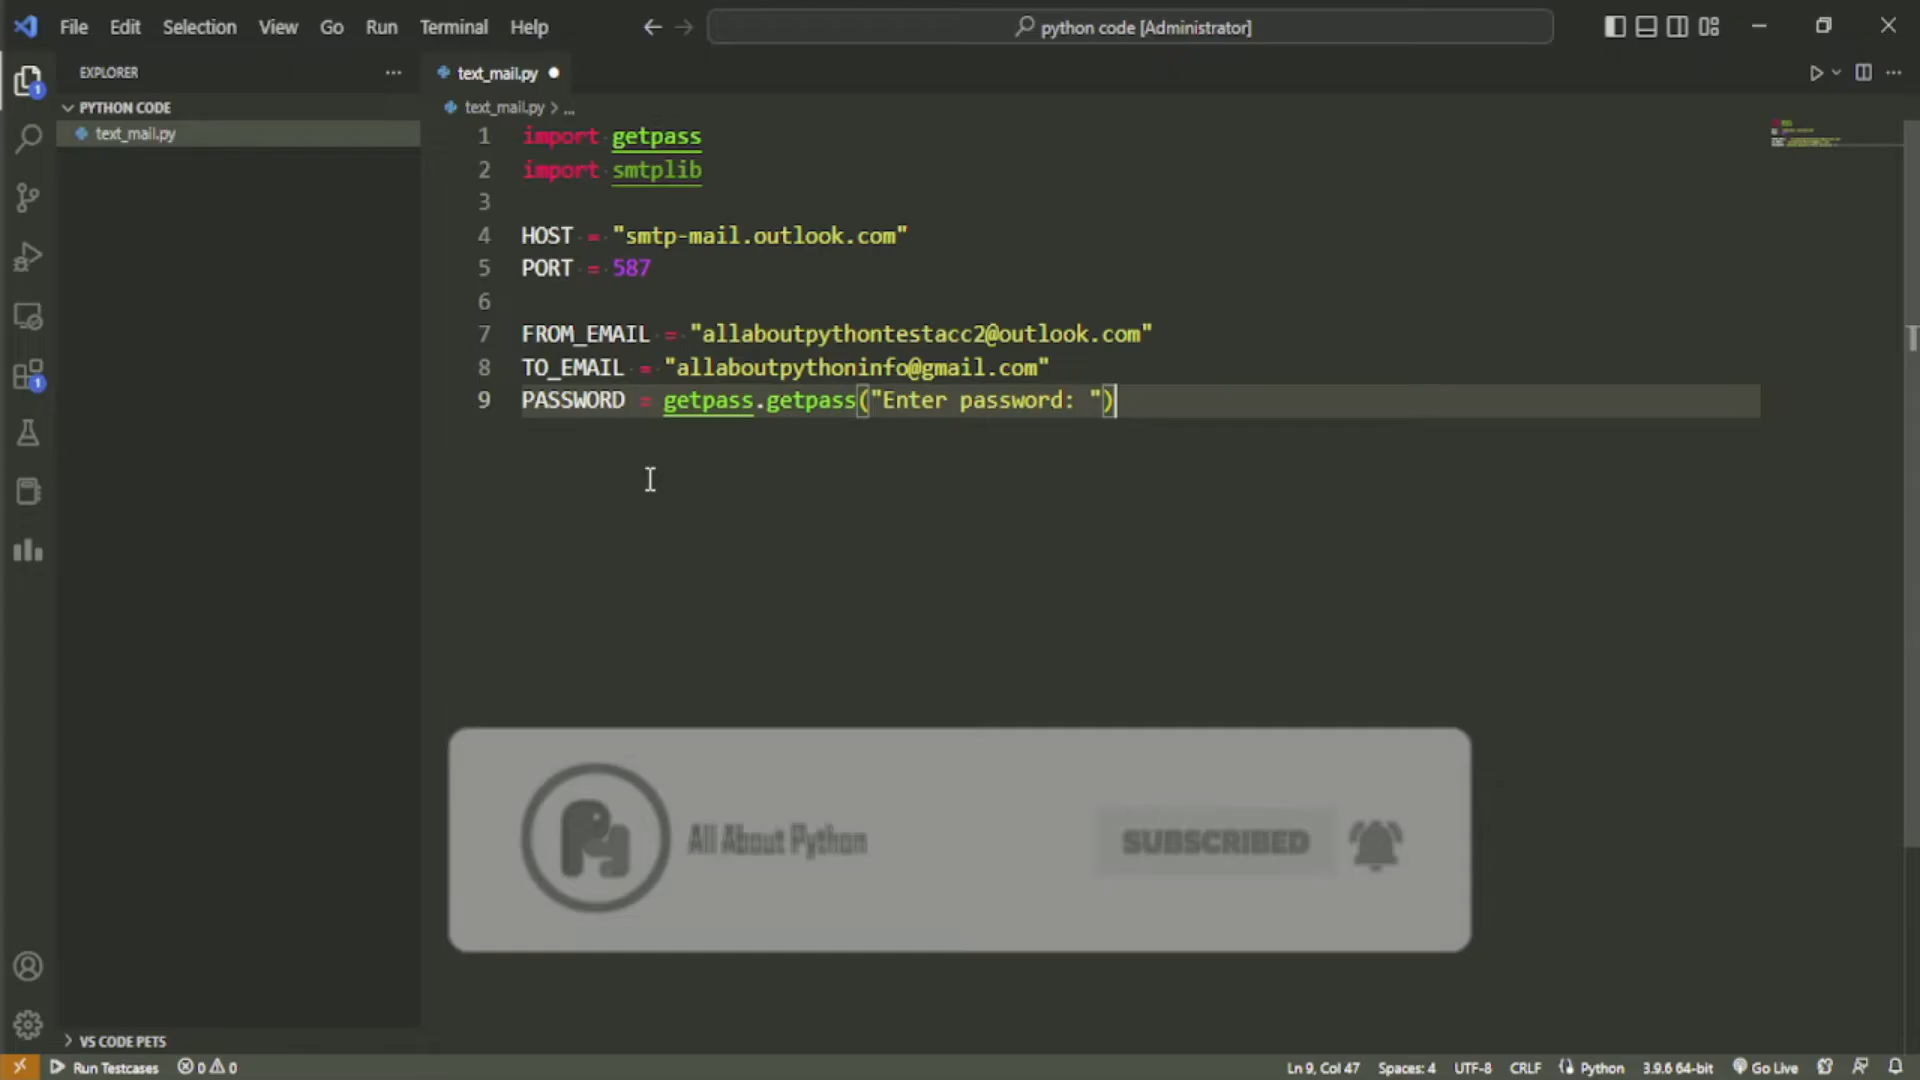 File Edit Selection View Go Run Terminal Help
python code [Administrator]
EXPLORER
text_mail.py
PYTHON CODE
text_mail.py > ...
text_mail.py
1 import getpass
2 import smtplib
3
4 HOST = "smtp-mail.outlook.com"
5 PORT = 587
6
7 FROM_EMAIL = "allaboutpythontestacc2@outlook.com"
8 TO_EMAIL = "allaboutpythoninfo@gmail.com"
9 PASSWORD = getpass.getpass("Enter password: ")
1
1
All About Python
SUBSCRIBED
VS CODE PETS
Run Testcases 0 0 Ln 9, Col 47 Spaces: 4 UTF-8 CRLF Python 3.9.6 64-bit Go Live